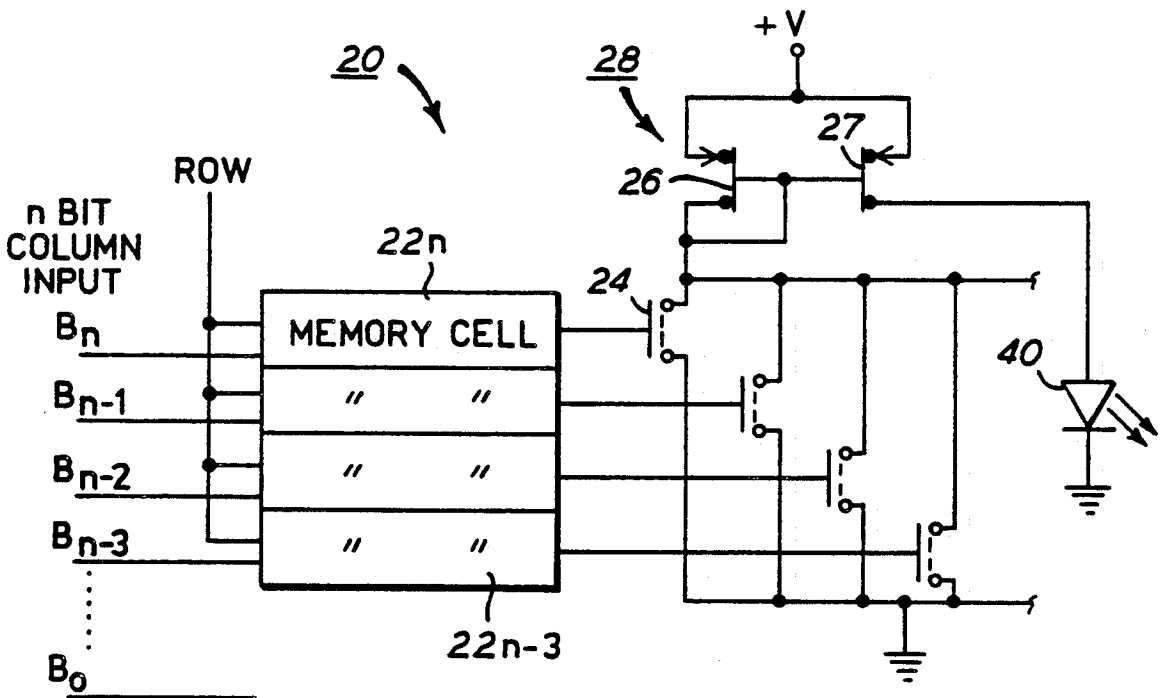 + V
20
28
27
26
ROW
n BIT
COLUMN
INPUT
22n
24
Bn
MEMORY CELL
40
Bn-1
" "
Bn-2
" "
Bn-3
" "
22n-3
Bo